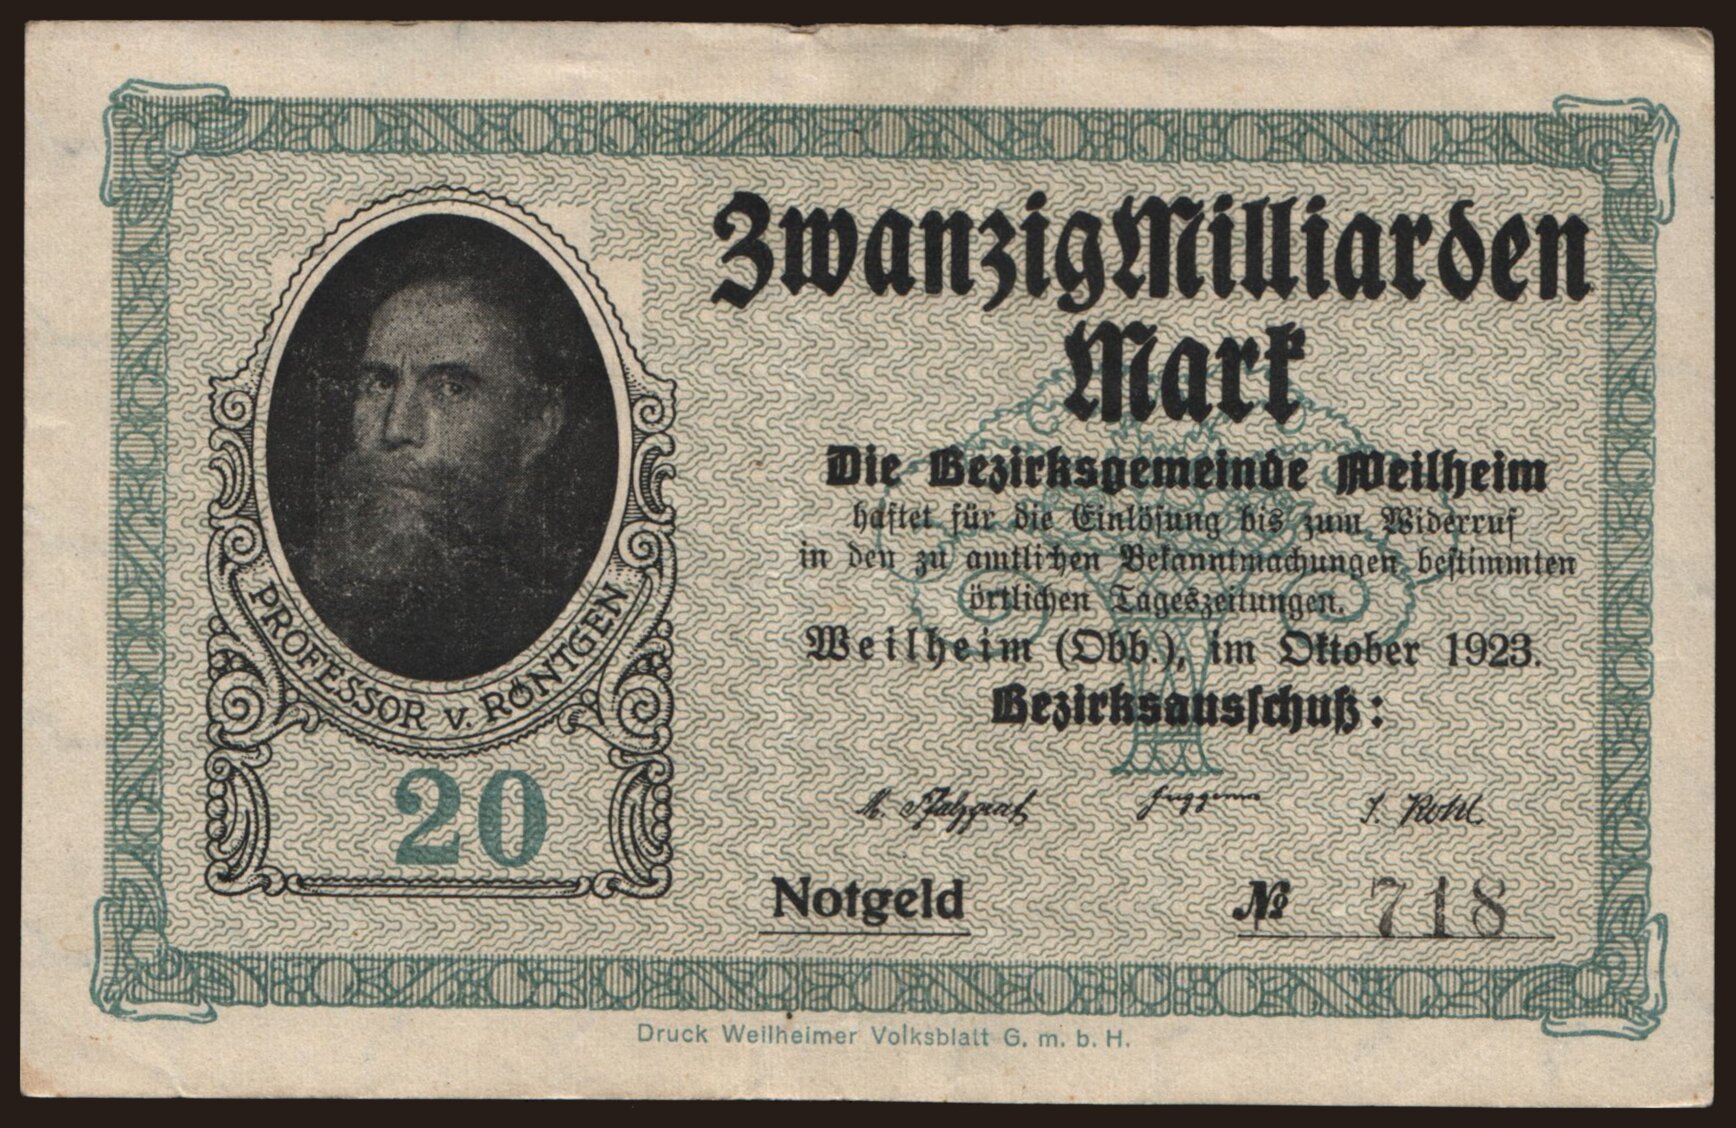 Zwanzig Milliarden
Mark
Die Bezirksgemeinde Weilheim
haftet für die Einlösung bis zum Widerruf
in den zu amtlichen Bekanntmachungen bestimmten
örtlichen Tageszeitungen.
Weilheim (Obb.), im Oktober 1923.
Bezirksausschuß:
PROFESSOR v. RÖNTGEN
20
Notgeld
№ 718
Druck Weilheimer Volksblatt G. m. b. H.